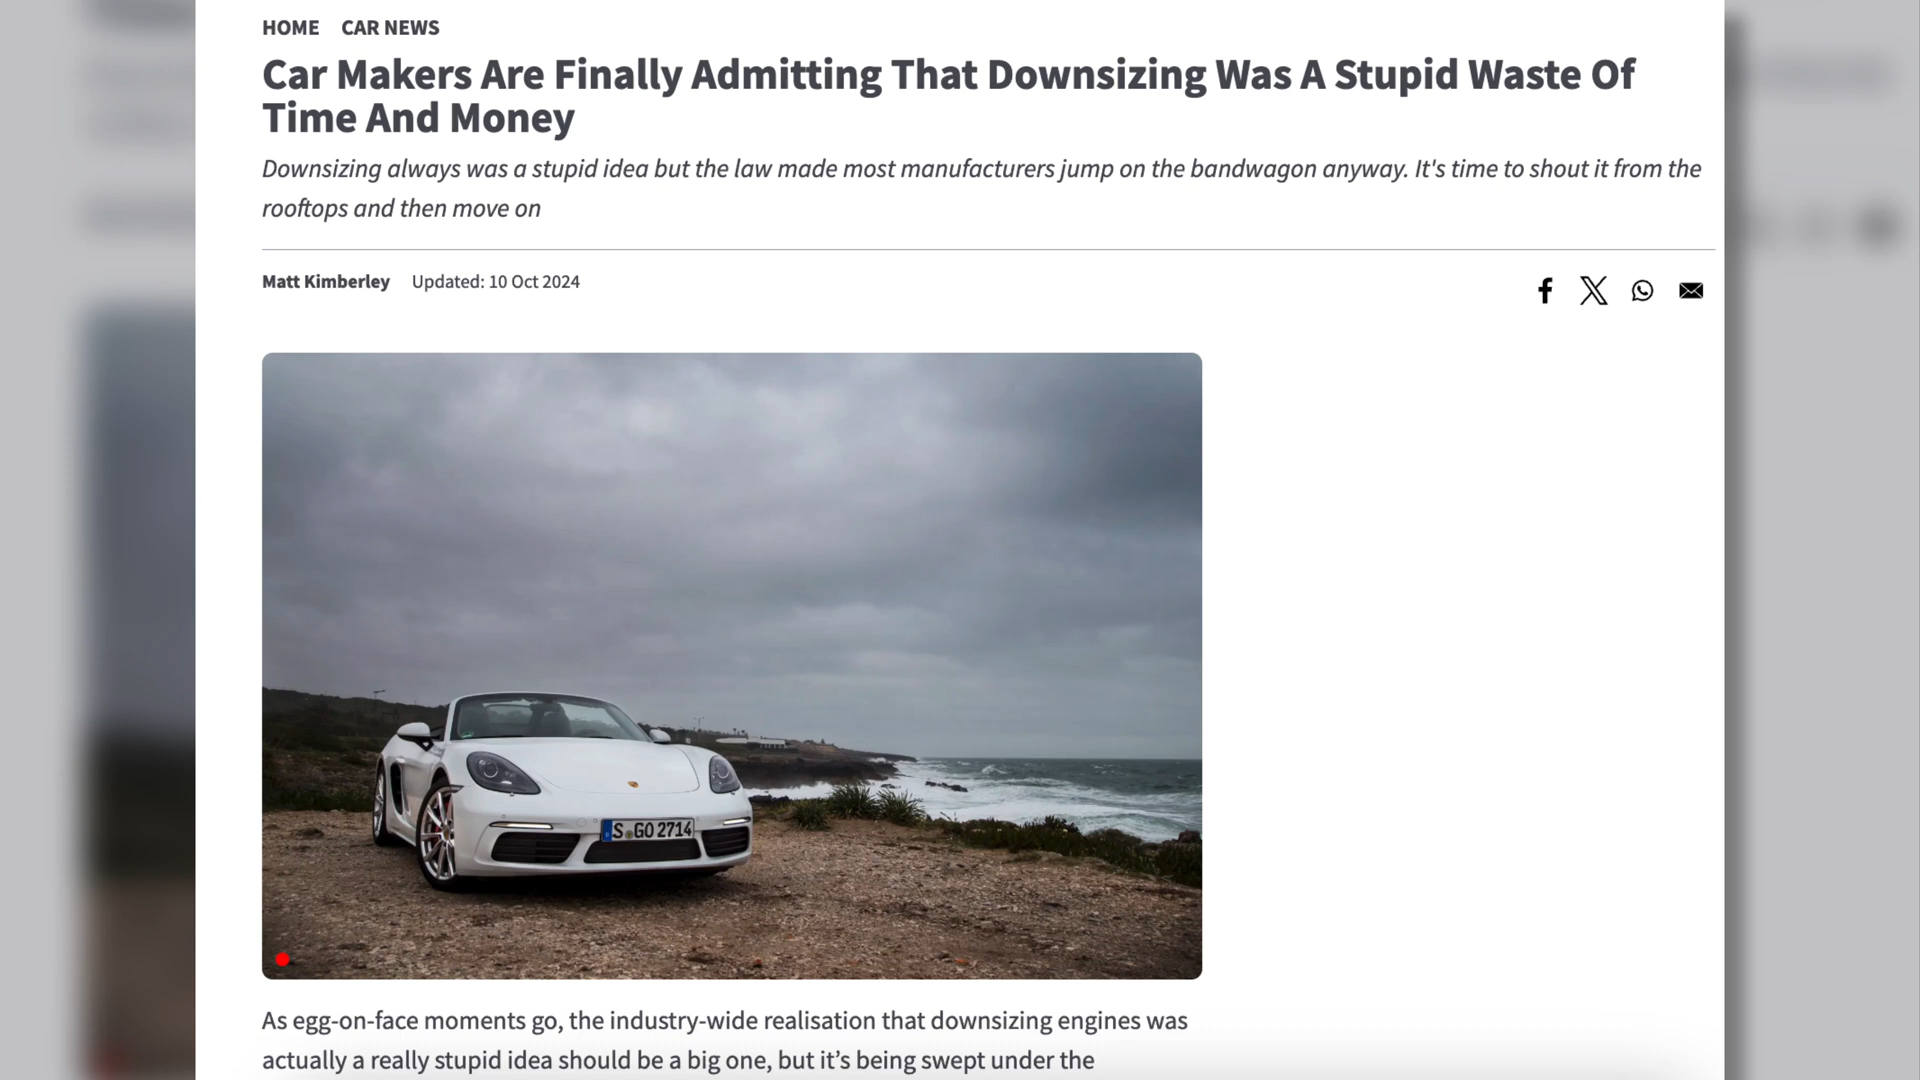 HOME CAR NEWS
Car Makers Are Finally Admitting That Downsizing Was A Stupid Waste Of
Time And Money
Downsizing always was a stupid idea but the law made most manufacturers jump on the bandwagon anyway. It's time to shout it from the
rooftops and then move on
Matt Kimberley Updated: 10 Oct 2024
S GO 2714
As egg-on-face moments go, the industry-wide realisation that downsizing engines was
actually a really stupid idea should be a big one, but it’s being swept under the